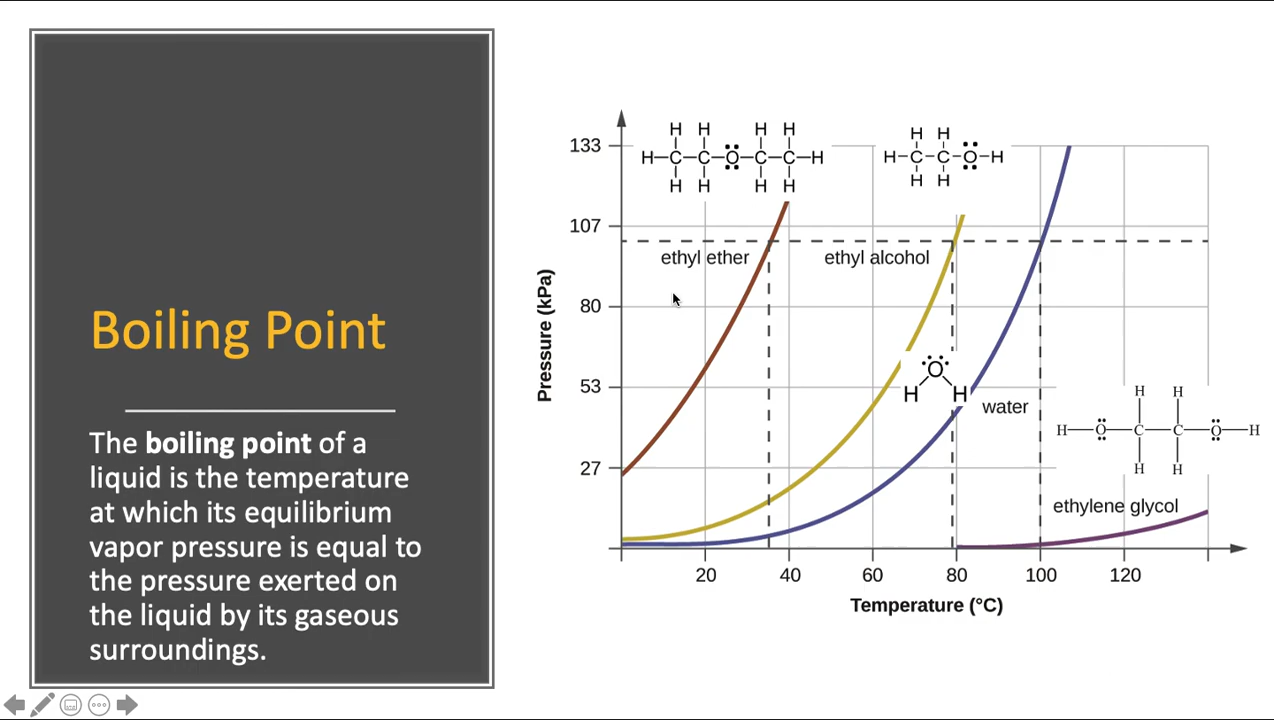 Boiling Point
The boiling point of a
liquid is the temperature
at which its equilibrium
vapor pressure is equal to
the pressure exerted on
the liquid by its gaseous
surroundings.
Pressure (kPa)
133
107
80
53
27
H H H H
H C C O C C H
H H H H
H H
H C C O H
H H
ethyl ether
ethyl alcohol
O
H H
water
H H
H O C C O H
H H
ethylene glycol
20 40 60 80 100 120
Temperature (°C)